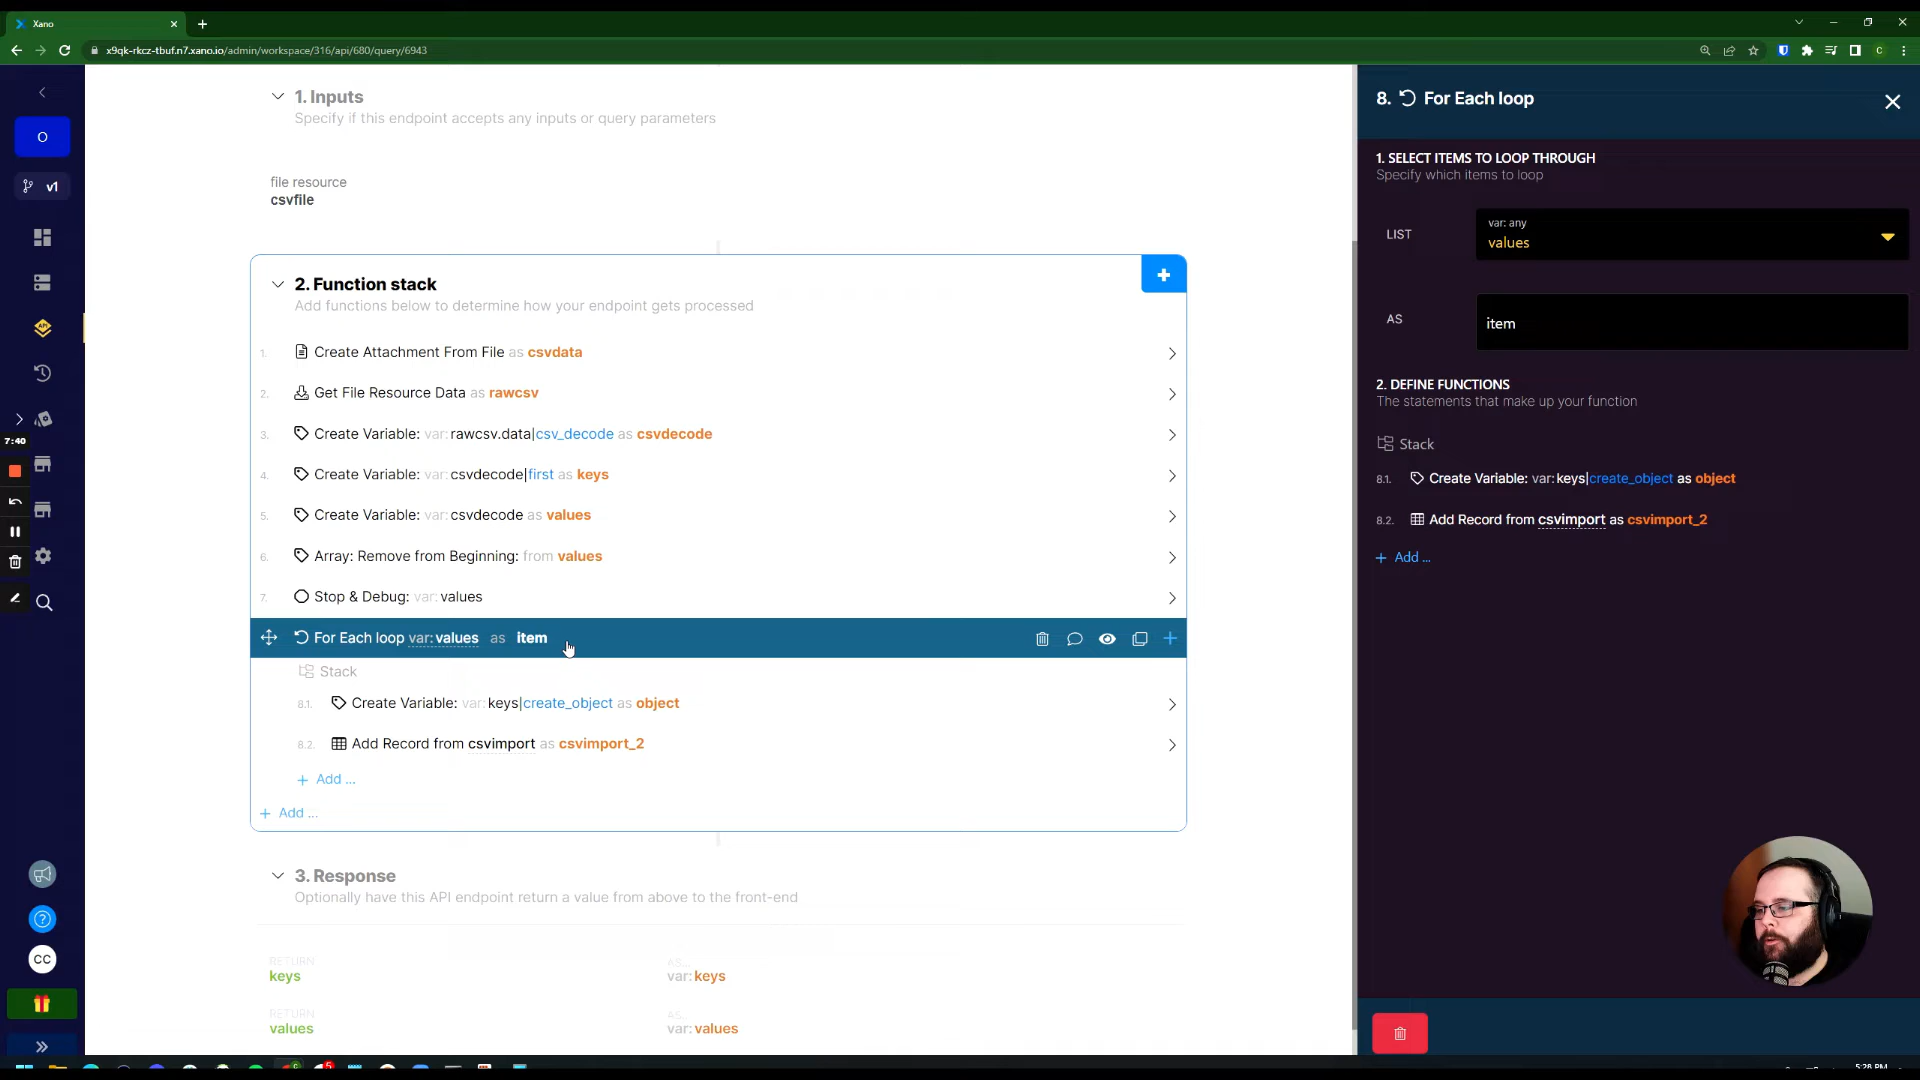 Xano
x9qk-rkcz-tbuf.n7.xano.io/admin/workspace/316/api/680/query/6943
C
O
v1
7:40
CC
1. Inputs
Specify if this endpoint accepts any inputs or query parameters
file resource
csvfile
2. Function stack
Add functions below to determine how your endpoint gets processed
1. Create Attachment From File as csvdata
2. Get File Resource Data as rawcsv
3. Create Variable: var:rawcsv.data|csv_decode as csvdecode
4. Create Variable: var:csvdecode|first as keys
5. Create Variable: var:csvdecode as values
6. Array: Remove from Beginning: from values
7. Stop & Debug: var:values
For Each loop var:values as item
Stack
8.1. Create Variable: var:keys|create_object as object
8.2. Add Record from csvimport as csvimport_2
+ Add ...
+ Add ...
3. Response
Optionally have this API endpoint return a value from above to the front-end
RETURN AS...
keys var:keys
RETURN AS...
values var:values
8. For Each loop
1. SELECT ITEMS TO LOOP THROUGH
Specify which items to loop
LIST
var: any
values
AS
item
2. DEFINE FUNCTIONS
The statements that make up your function
Stack
8.1. Create Variable: var:keys|create_object as object
8.2. Add Record from csvimport as csvimport_2
+ Add ...
5:28 PM